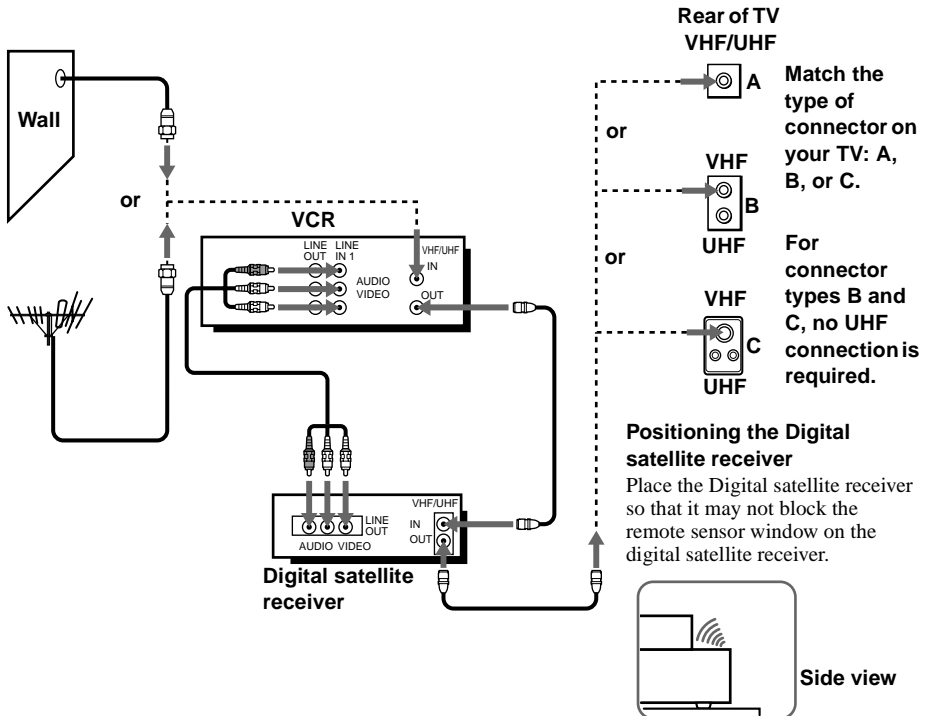 Rear of TV
VHF/UHF
A
Match the
type of
connector on
your TV: A,
B, or C.
Wall
or
or
VHF
B
UHF
For
connector
types B and
C, no UHF
connection is
required.
or
VCR
LINE OUT
LINE IN 1
VHF/UHF
IN
AUDIO
VIDEO
OUT
VHF
C
UHF
Positioning the Digital
satellite receiver
Place the Digital satellite receiver
so that it may not block the
remote sensor window on the
digital satellite receiver.
VHF/UHF
LINE
OUT
IN
OUT
AUDIO VIDEO
Digital satellite
receiver
Side view